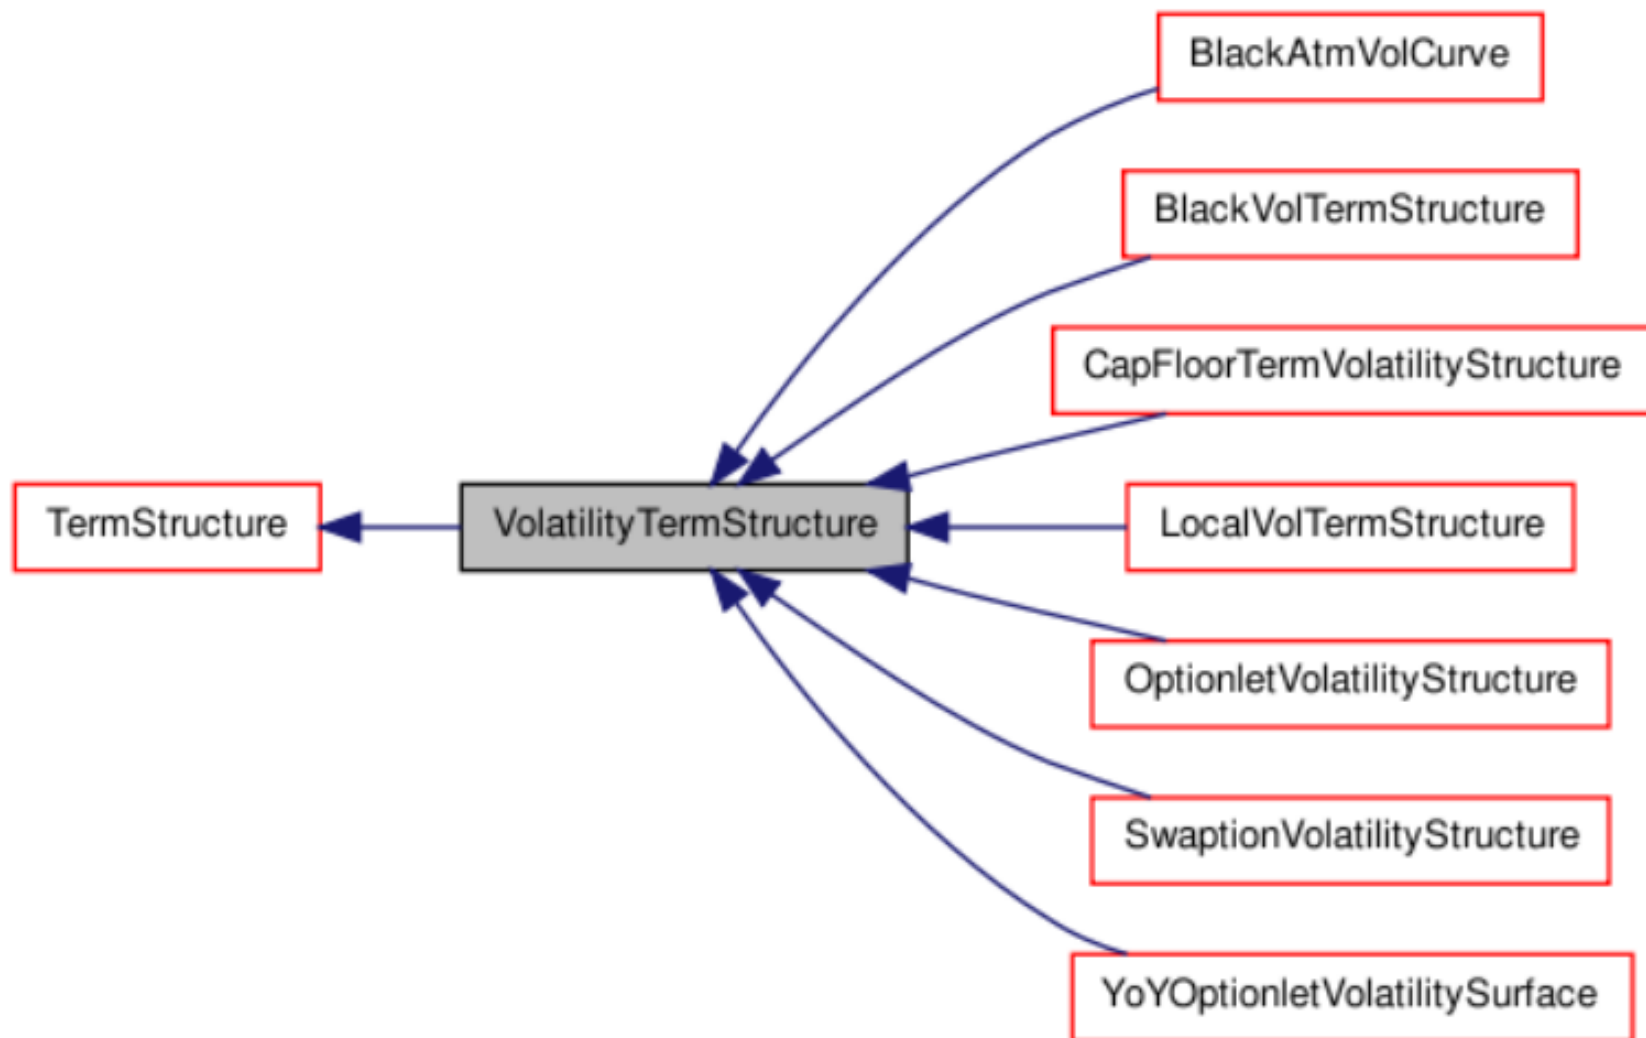 BlackAtmVolCurve
BlackVolTermStructure
CapFloorTermVolatilityStructure
TermStructure
VolatilityTermStructure
LocalVolTermStructure
OptionletVolatilityStructure
SwaptionVolatilityStructure
YoYOptionletVolatilitySurface